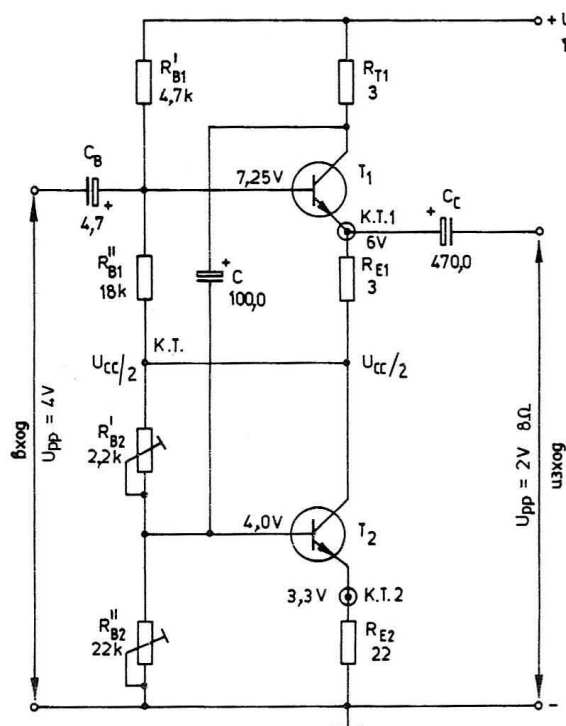 + U
R'B1
4,7k
RT1
3
CB
+
4,7
7,25V
T1
К.Т.1
6V
+ CC
470,0
R''B1
18k
+
C
100,0
RE1
3
К.Т.
UCC/2
UCC/2
вход
UPP = 4V
R'B2
2,2k
4,0V
T2
UPP = 2V 8Ω
изход
3,3V
К.Т.2
R''B2
22k
RE2
22
-